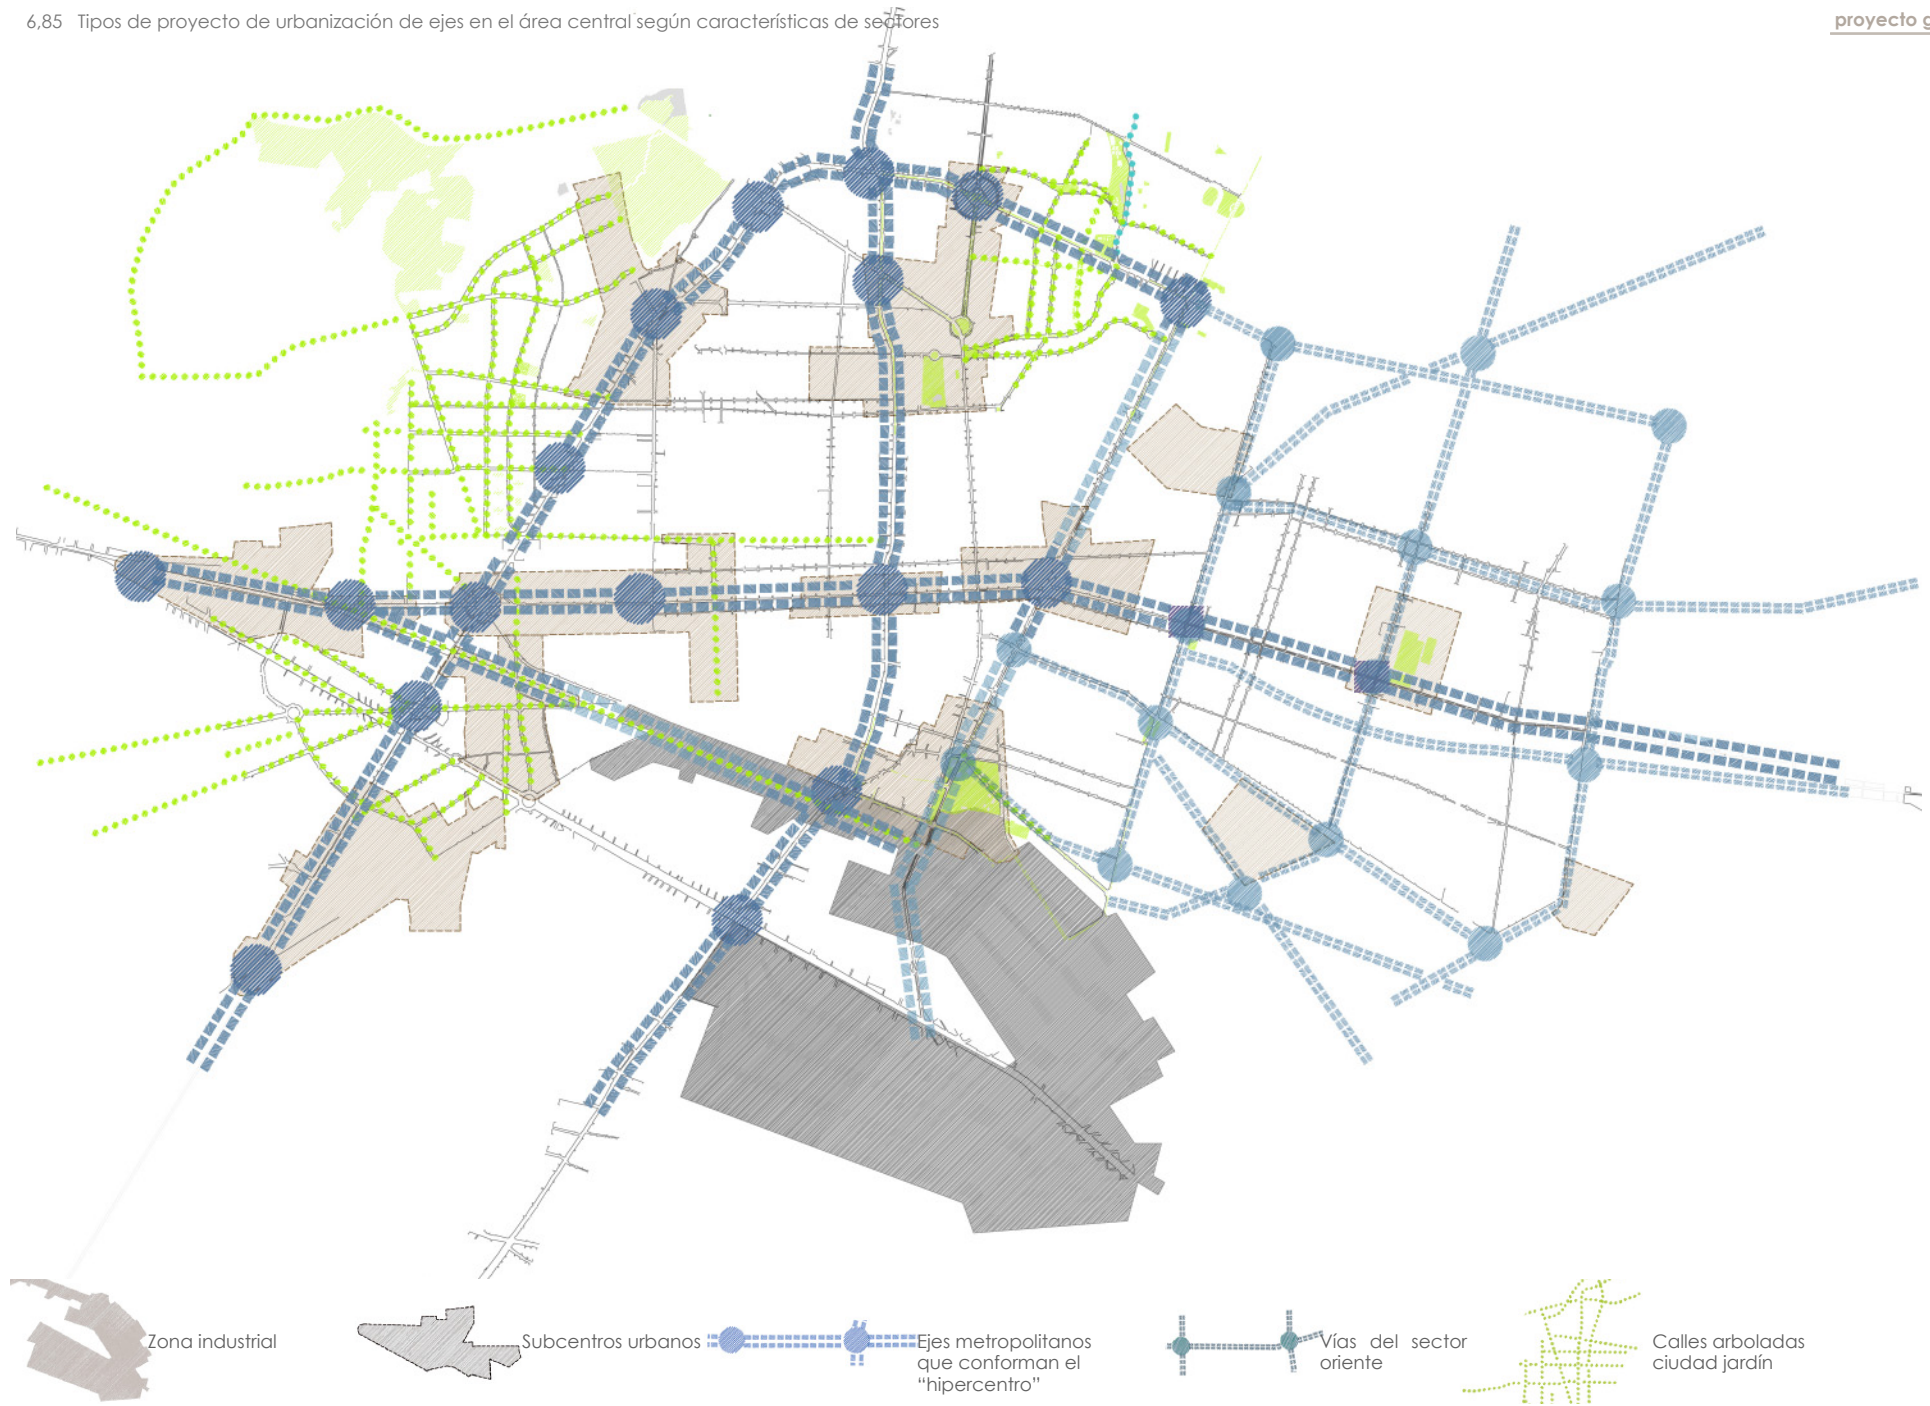 6,85 Tipos de proyecto de urbanización de ejes en el área central según características de sectores
proyecto g
Zona industrial
Subcentros urbanos
Ejes metropolitanos
que conforman el
“hipercentro”
Vías del sector
oriente
Calles arboladas
ciudad jardín